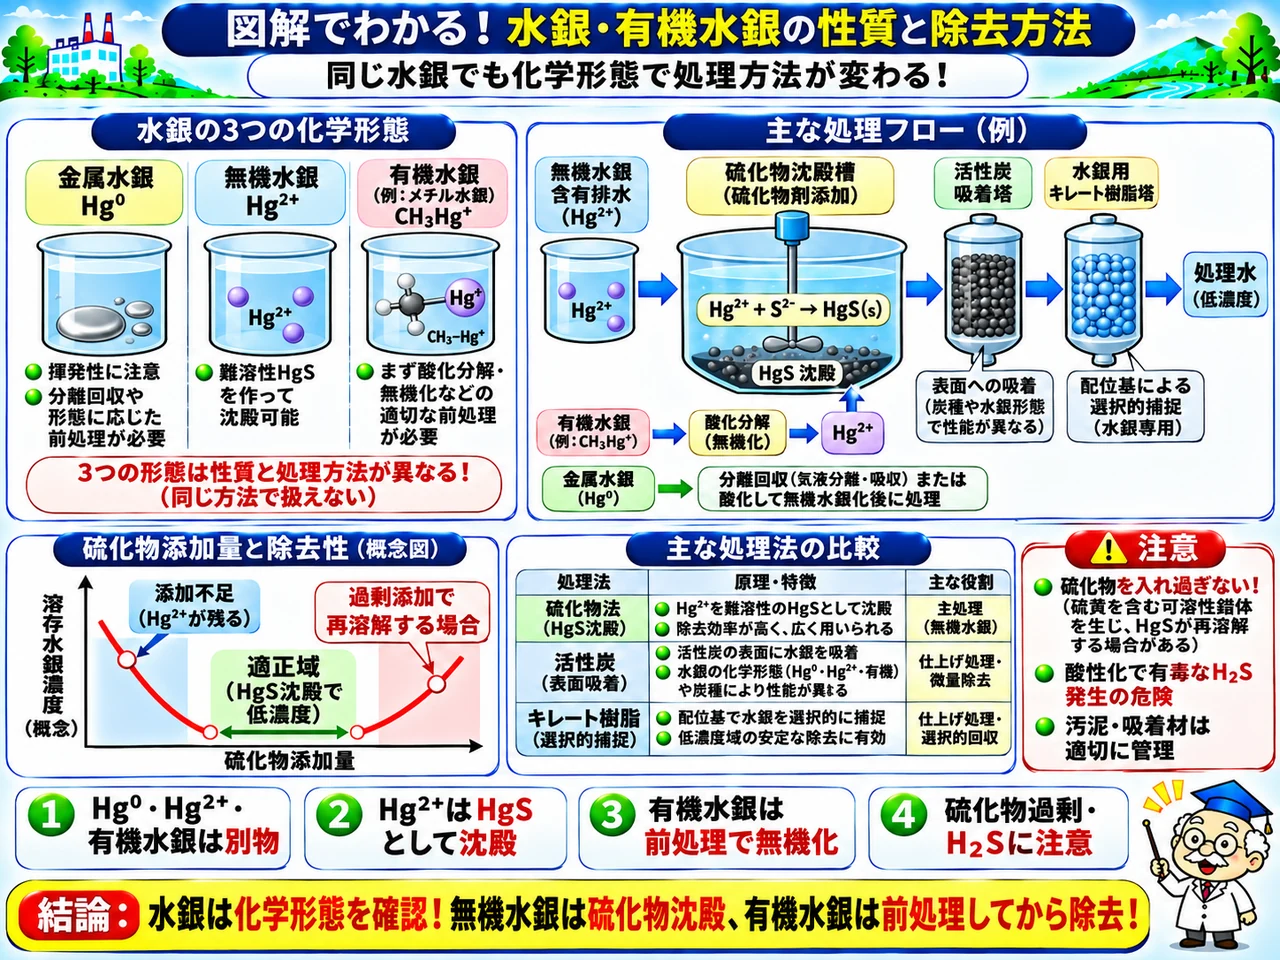 図解でわかる！水銀・有機水銀の性質と除去方法
同じ水銀でも化学形態で処理方法が変わる！
水銀の3つの化学形態
金属水銀
Hg⁰
無機水銀
Hg²⁺
有機水銀
(例：メチル水銀)
CH₃Hg⁺
Hg²⁺
Hg⁺
CH₃–Hg⁺
揮発性に注意
分離回収や
形態に応じた
前処理が必要
難溶性HgS
を作って
沈殿可能
まず酸化分解・
無機化などの
適切な前処理
が必要
3つの形態は性質と処理方法が異なる！
(同じ方法で扱えない)
主な処理フロー（例）
無機水銀
含有排水
(Hg²⁺)
Hg²⁺
硫化物沈殿槽
(硫化物剤添加)
Hg²⁺ + S²⁻ → HgS(s)
HgS 沈殿
活性炭
吸着塔
水銀用
キレート樹脂塔
処理水
(低濃度)
表面への吸着
(炭種や水銀形態
で性能が異なる)
配位基による
選択的捕捉
(水銀専用)
有機水銀
(例：CH₃Hg⁺)
酸化分解
(無機化)
Hg²⁺
金属水銀
(Hg⁰)
分離回収（気液分離・吸収）または
酸化して無機水銀化後に処理
硫化物添加量と除去性（概念図）
溶存水銀濃度
(概念)
添加不足
(Hg²⁺が残る)
適正域
(HgS沈殿で
低濃度)
過剰添加で
再溶解する場合
硫化物添加量
主な処理法の比較
処理法
原理・特徴
主な役割
硫化物法
(HgS沈殿)
Hg²⁺を難溶性のHgSとして沈殿
除去効率が高く、広く用いられる
主処理
(無機水銀)
活性炭
(表面吸着)
活性炭の表面に水銀を吸着
水銀の化学形態（Hg⁰・Hg²⁺・有機）
や炭種により性能が異なる
仕上げ処理・
微量除去
キレート樹脂
(選択的捕捉)
配位基で水銀を選択的に捕捉
低濃度域の安定な除去に有効
仕上げ処理・
選択的回収
注意
硫化物を入れ過ぎない！
(硫黄を含む可溶性錯体
を生じ、HgSが再溶解
する場合がある)
酸性化で有毒なH₂S
発生の危険
汚泥・吸着材は
適切に管理
1
Hg⁰・Hg²⁺・
有機水銀は別物
2
Hg²⁺はHgS
として沈殿
3
有機水銀は
前処理で無機化
4
硫化物過剰・
H₂Sに注意
結論：水銀は化学形態を確認！無機水銀は硫化物沈殿、有機水銀は前処理してから除去！